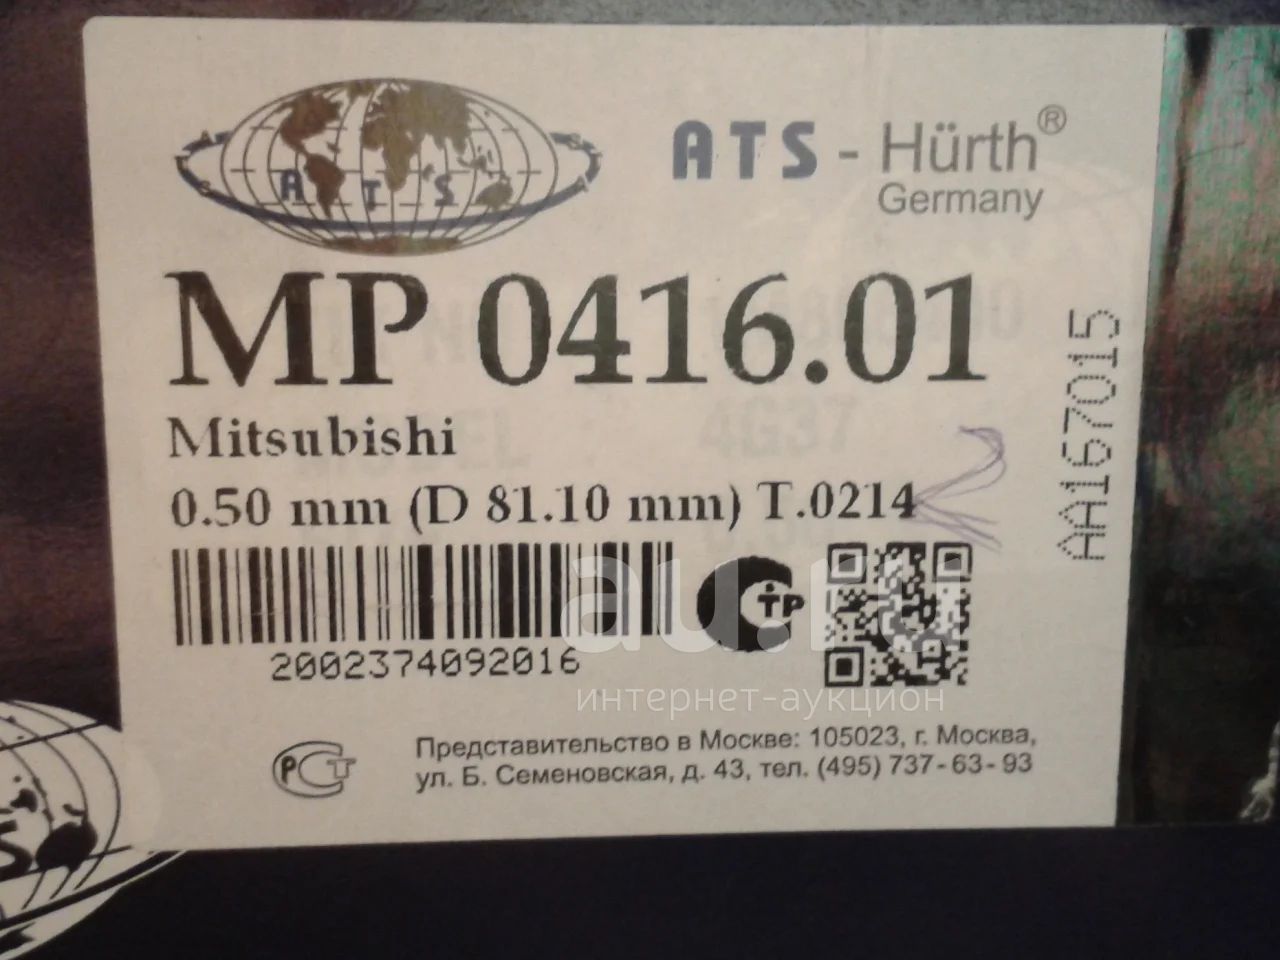 A T S
ATS - Hürth®
Germany
MP 0416.01
Mitsubishi
4G37
0.50 mm (D 81.10 mm) T.0214
AA167015
2002374092016
au.ru
интернет-аукцион
Представительство в Москве: 105023, г. Москва,
ул. Б. Семеновская, д. 43, тел. (495) 737-63-93